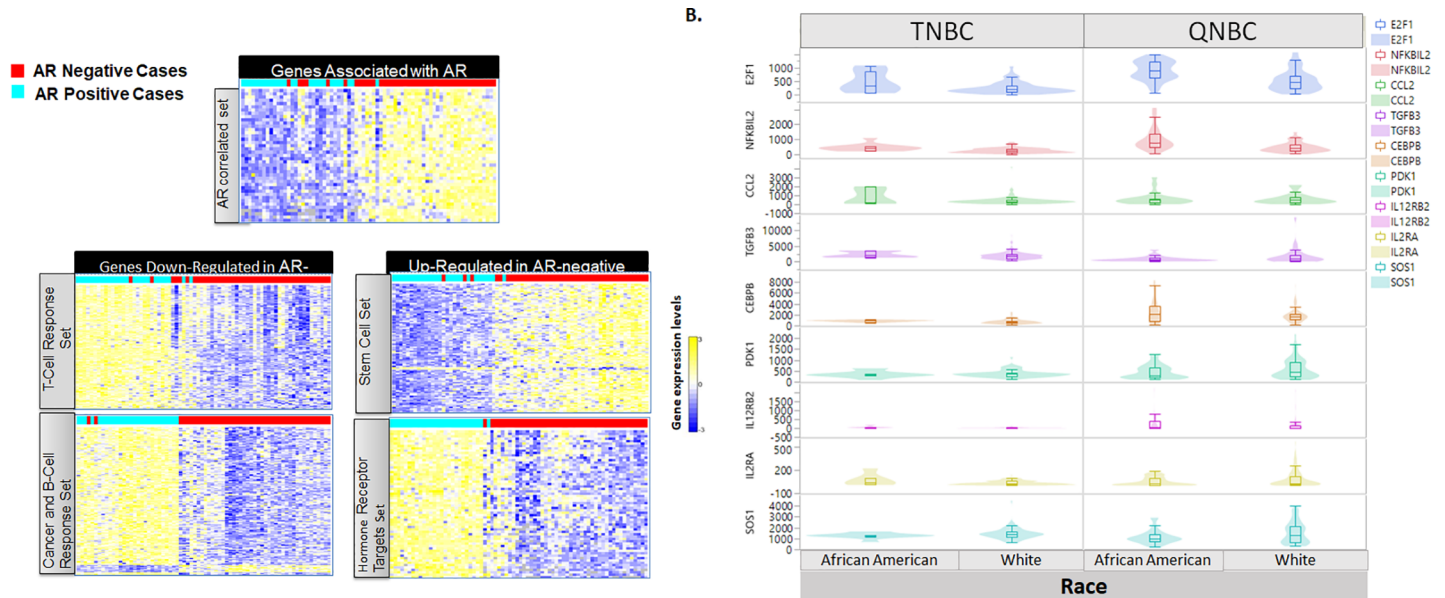 B.
AR Negative Cases
AR Positive Cases
Genes Associated with AR
AR correlated set
Genes Down-Regulated in AR-
T-Cell Response
Set
Cancer and B-Cell
Response Set
Up-Regulated in AR-negative
Stem Cell Set
Hormone Receptor
Targets Set
Gene expression levels
3
0
-3
TNBC
QNBC
E2F1
1000
500
0
NFKBIL2
2000
1000
0
CCL2
3000
2000
1000
0
-1000
TGFB3
10000
5000
0
CEBPB
8000
6000
4000
2000
0
PDK1
2000
1500
1000
500
0
IL12RB2
1500
1000
500
0
-500
IL2RA
500
200
-100
SOS1
4000
3000
2000
1000
0
African American
White
African American
White
Race
E2F1
E2F1
NFKBIL2
NFKBIL2
CCL2
CCL2
TGFB3
TGFB3
CEBPB
CEBPB
PDK1
PDK1
IL12RB2
IL12RB2
IL2RA
IL2RA
SOS1
SOS1